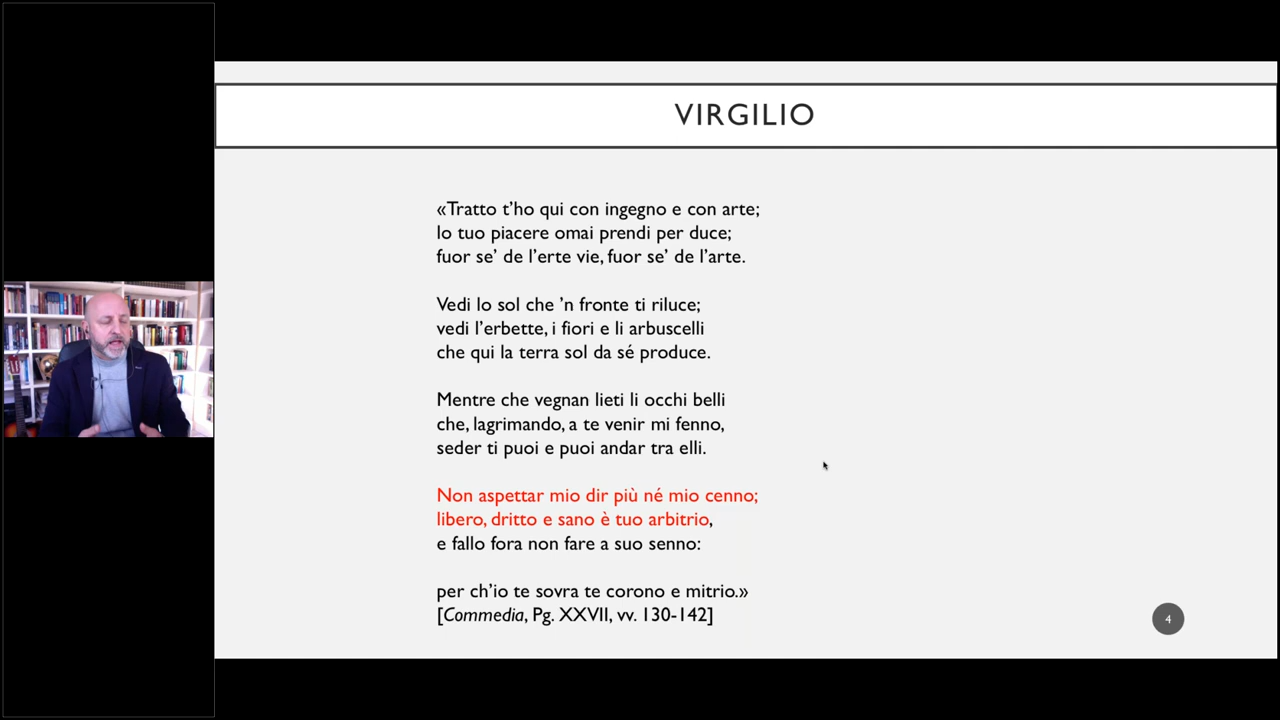 VIRGILIO
«Tratto t’ho qui con ingegno e con arte;
lo tuo piacere omai prendi per duce;
fuor se’ de l’erte vie, fuor se’ de l’arte.
Vedi lo sol che ’n fronte ti riluce;
vedi l’erbette, i fiori e li arbuscelli
che qui la terra sol da sé produce.
Mentre che vegnan lieti li occhi belli
che, lagrimando, a te venir mi fenno,
seder ti puoi e puoi andar tra elli.
Non aspettar mio dir più né mio cenno;
libero, dritto e sano è tuo arbitrio,
e fallo fora non fare a suo senno:
per ch’io te sovra te corono e mitrio.»
[Commedia, Pg. XXVII, vv. 130-142]
4